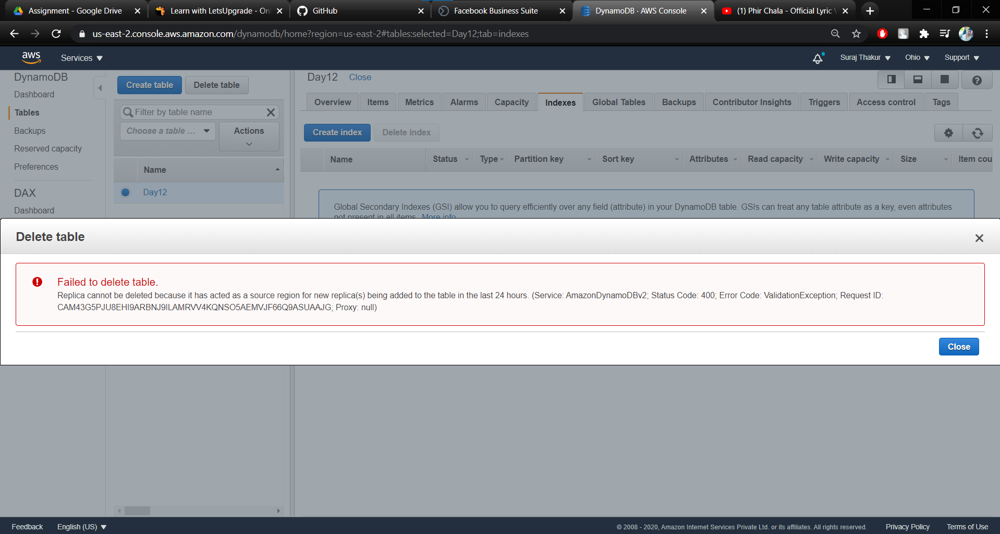 Assignment - Google Drive
Learn with LetsUpgrade - Onl
GitHub
Facebook Business Suite
DynamoDB · AWS Console
(1) Phir Chala - Official Lyric V
us-east-2.console.aws.amazon.com/dynamodb/home?region=us-east-2#tables:selected=Day12;tab=indexes
aws
Services
Suraj Thakur
Ohio
Support
DynamoDB
Dashboard
Tables
Backups
Reserved capacity
Preferences
DAX
Dashboard
Create table
Delete table
Filter by table name
Choose a table ...
Actions
Name
Day12
Day12 Close
Overview
Items
Metrics
Alarms
Capacity
Indexes
Global Tables
Backups
Contributor Insights
Triggers
Access control
Tags
Create index
Delete index
Name
Status
Type
Partition key
Sort key
Attributes
Read capacity
Write capacity
Size
Item cou
Global Secondary Indexes (GSI) allow you to query efficiently over any field (attribute) in your DynamoDB table. GSIs can treat any table attribute as a key, even attributes
not present in all items. More info
Delete table
Failed to delete table.
Replica cannot be deleted because it has acted as a source region for new replica(s) being added to the table in the last 24 hours. (Service: AmazonDynamoDBv2; Status Code: 400; Error Code: ValidationException; Request ID:
CAM43G5PJU8EHI9ARBNJ9ILAMRVV4KQNSO5AEMVJF66Q9ASUAAJG; Proxy: null)
Close
Feedback
English (US)
© 2008 - 2020, Amazon Internet Services Private Ltd. or its affiliates. All rights reserved.
Privacy Policy
Terms of Use